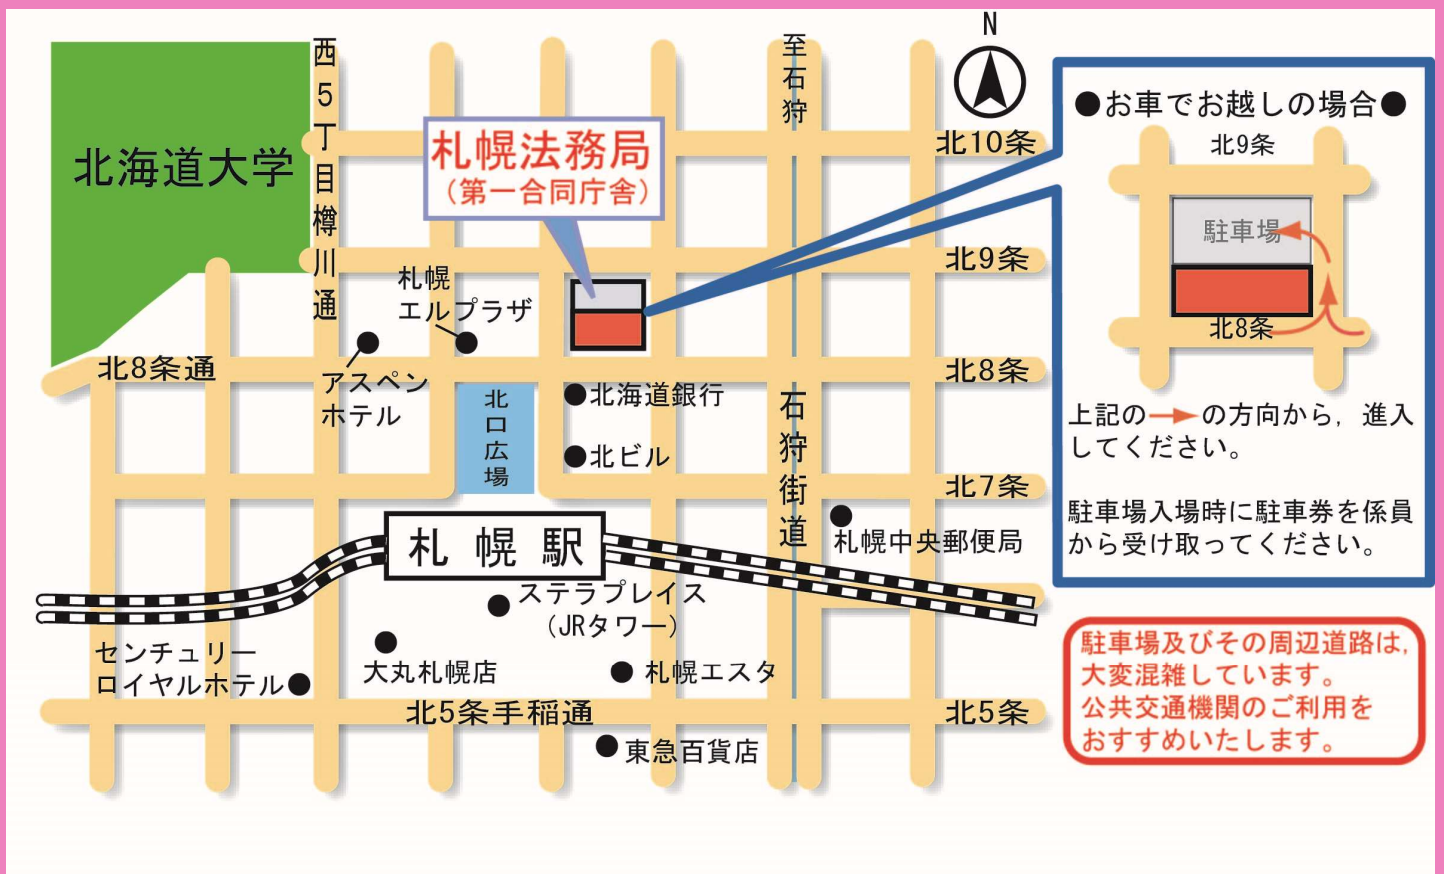 N
西5丁目樽川通
至石狩
北海道大学
札幌法務局
（第一合同庁舎）
北10条
北9条
札幌
エルプラザ
北8条通
アスペン
ホテル
北8条
北口広場
●北海道銀行
●北ビル
石狩街道
北7条
札幌駅
札幌中央郵便局
ステラプレイス
（JRタワー）
センチュリー
ロイヤルホテル●
大丸札幌店
●札幌エスタ
北5条手稲通
北5条
●東急百貨店
●お車でお越しの場合●
北9条
駐車場
北8条
上記の→の方向から，進入
してください。
駐車場入場時に駐車券を係員
から受け取ってください。
駐車場及びその周辺道路は，
大変混雑しています。
公共交通機関のご利用を
おすすめいたします。